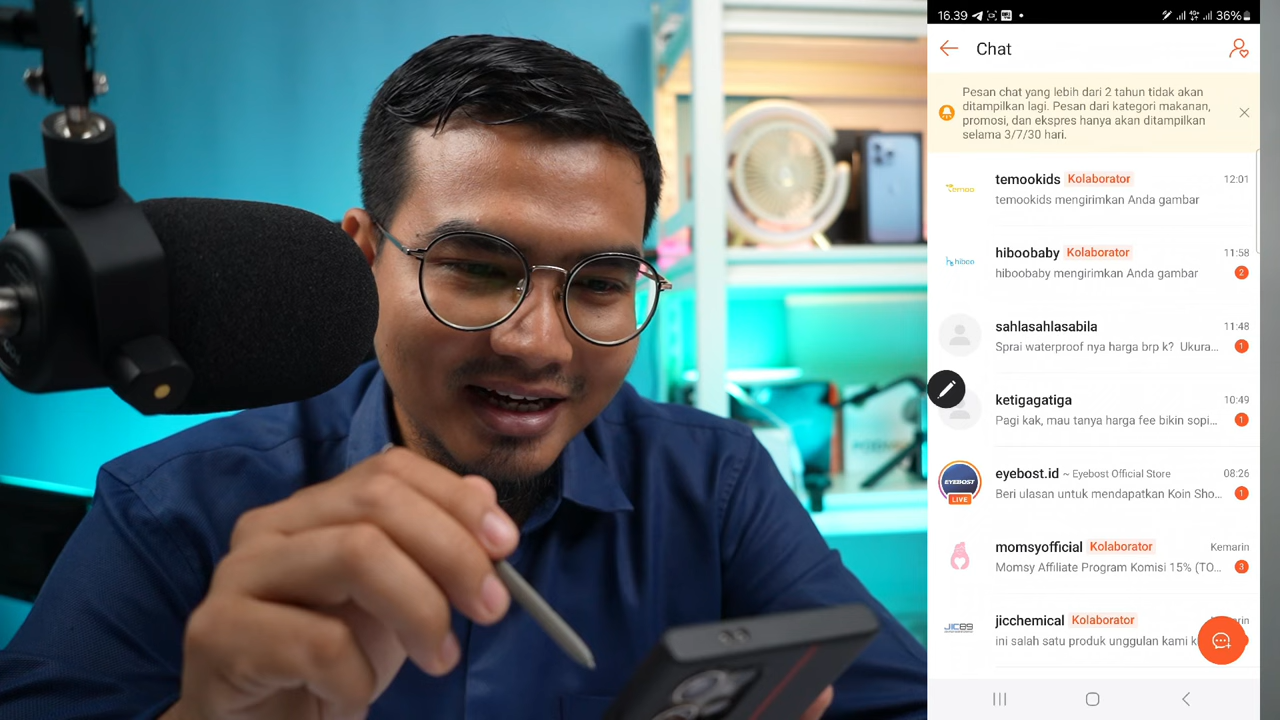 16.39
4G+
36%
Chat
Pesan chat yang lebih dari 2 tahun tidak akan
ditampilkan lagi. Pesan dari kategori makanan,
promosi, dan ekspres hanya akan ditampilkan
selama 3/7/30 hari.
Temoo
temookids Kolaborator 12:01
temookids mengirimkan Anda gambar
hiboo
hiboobaby Kolaborator 11:58
hiboobaby mengirimkan Anda gambar 2
sahlasahlasabila 11:48
Sprai waterproof nya harga brp k? Ukura... 1
ketigagatiga 10:49
Pagi kak, mau tanya harga fee bikin sopi... 1
EYEBOST
LIVE
eyebost.id ~ Eyebost Official Store 08:26
Beri ulasan untuk mendapatkan Koin Sho... 1
momsyofficial Kolaborator Kemarin
Momsy Affiliate Program Komisi 15% (TO... 3
JIC89
jicchemical Kolaborator
ini salah satu produk unggulan kami k